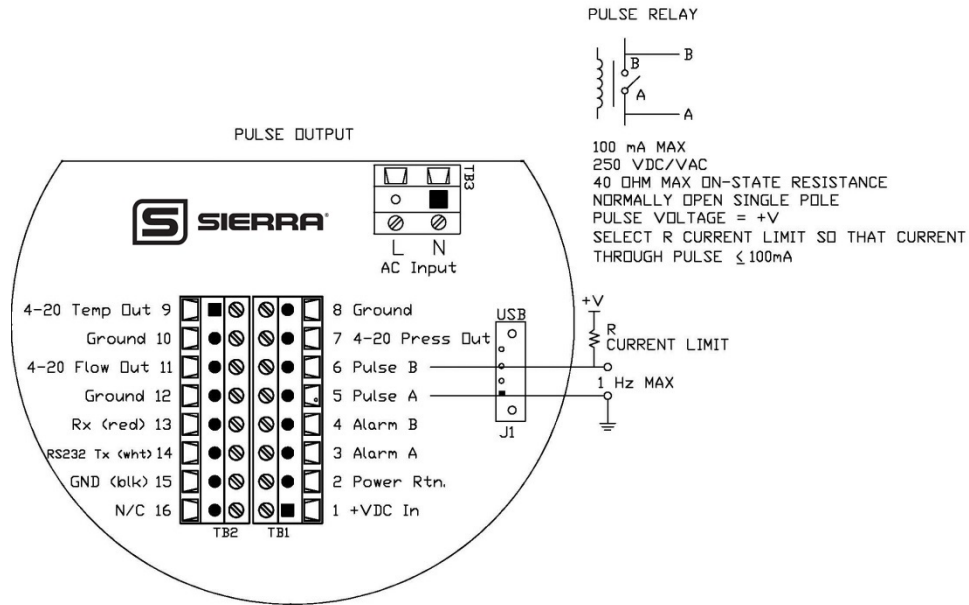 PULSE RELAY
B
B
A
A
100 mA MAX
250 VDC/VAC
40 OHM MAX ON-STATE RESISTANCE
NORMALLY OPEN SINGLE POLE
PULSE VOLTAGE = +V
SELECT R CURRENT LIMIT SO THAT CURRENT
THROUGH PULSE ≤ 100mA
PULSE OUTPUT
TB3
SIERRA®
L N
AC Input
4-20 Temp Out 9
Ground 10
4-20 Flow Out 11
Ground 12
Rx (red) 13
RS232 Tx (wht) 14
GND (blk) 15
N/C 16
TB2 TB1
8 Ground
7 4-20 Press Out
6 Pulse B
5 Pulse A
4 Alarm B
3 Alarm A
2 Power Rtn.
1 +VDC In
USB
J1
+V
R
CURRENT LIMIT
1 Hz MAX